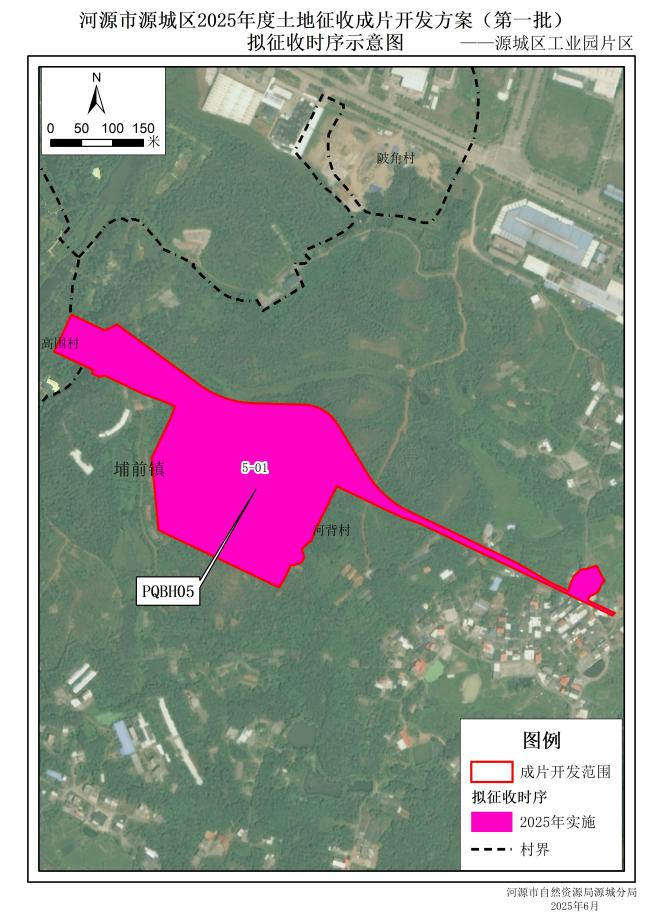 河源市源城区2025年度土地征收成片开发方案（第一批）
拟征收时序示意图 ——源城区工业园片区
N
0 50 100 150
米
陂角村
高围村
5-01
埔前镇
河背村
PQBH05
图例
成片开发范围
拟征收时序
2025年实施
村界
河源市自然资源局源城分局
2025年6月